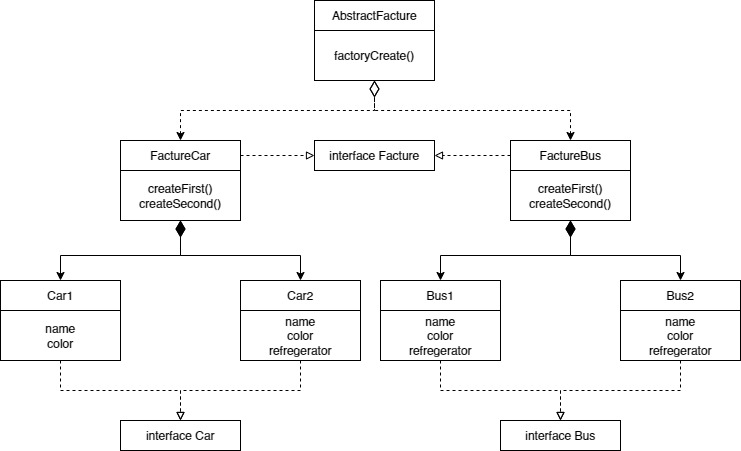 AbstractFacture
factoryCreate()
FactureCar
interface Facture
FactureBus
createFirst()
createSecond()
createFirst()
createSecond()
Car1
name
color
Car2
name
color
refregerator
Bus1
name
color
refregerator
Bus2
name
color
refregerator
interface Car
interface Bus